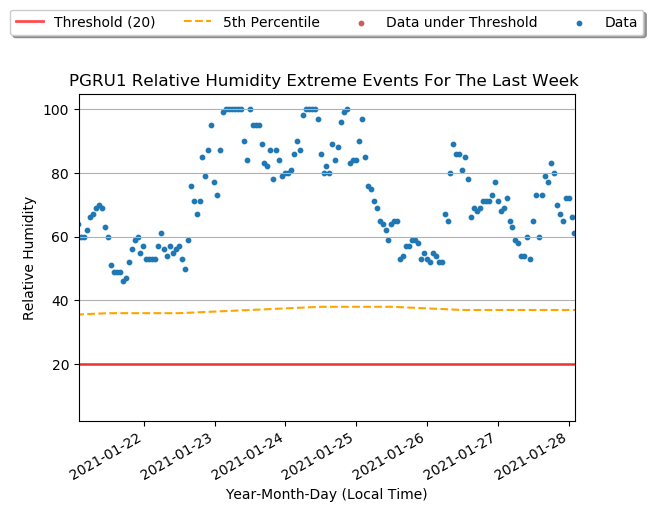 Threshold (20) 5th Percentile Data under Threshold Data
PGRU1 Relative Humidity Extreme Events For The Last Week
100
80
60
40
20
Relative Humidity
2021-01-22 2021-01-23 2021-01-24 2021-01-25 2021-01-26 2021-01-27 2021-01-28
Year-Month-Day (Local Time)